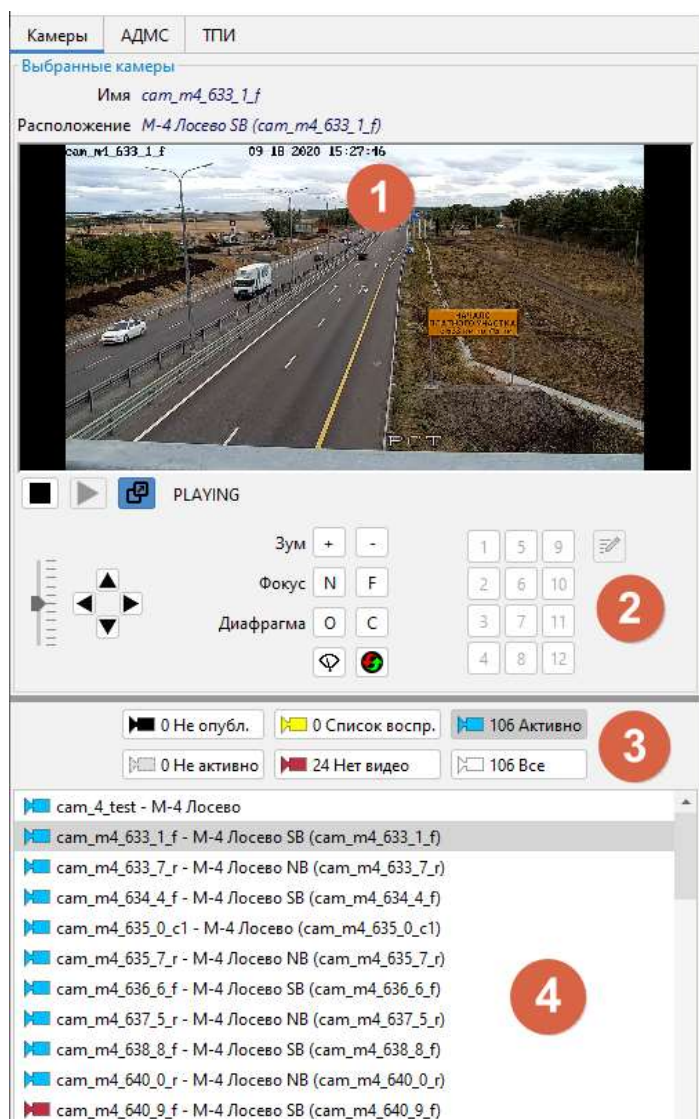 Камеры АДМС ТПИ
Выбранные камеры
Имя cam_m4_633_1_f
Расположение М-4 Лосево SB (cam_m4_633_1_f)
cam_m4_633_1_f 09-18-2020 15:27:46
1
НАЧАЛО
ПЛАТНОГО УЧАСТКА
PLAYING
Зум + -
1 5 9
Фокус N F
2 6 10
2
Диафрагма O C
3 7 11
4 8 12
0 Не опубл. 0 Список воспр. 106 Активно
3
0 Не активно 24 Нет видео 106 Все
cam_4_test - М-4 Лосево
cam_m4_633_1_f - М-4 Лосево SB (cam_m4_633_1_f)
cam_m4_633_7_r - М-4 Лосево NB (cam_m4_633_7_r)
cam_m4_634_4_f - М-4 Лосево SB (cam_m4_634_4_f)
cam_m4_635_0_c1 - М-4 Лосево (cam_m4_635_0_c1)
cam_m4_635_7_r - М-4 Лосево NB (cam_m4_635_7_r)
cam_m4_636_6_f - М-4 Лосево SB (cam_m4_636_6_f)
4
cam_m4_637_5_r - М-4 Лосево NB (cam_m4_637_5_r)
cam_m4_638_8_f - М-4 Лосево SB (cam_m4_638_8_f)
cam_m4_640_0_r - М-4 Лосево NB (cam_m4_640_0_r)
cam_m4_640_9_f - М-4 Лосево SB (cam_m4_640_9_f)